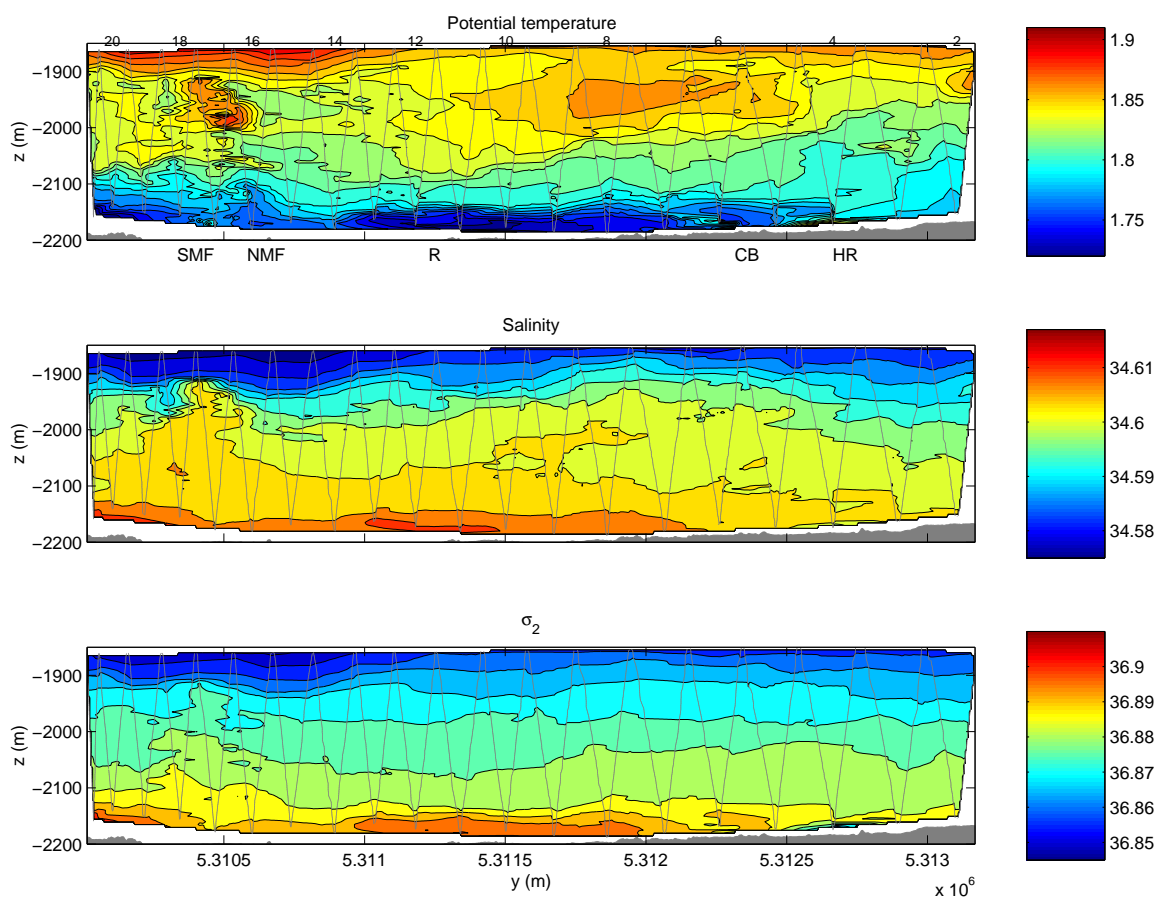 Potential temperature
20 18 16 14 12 10 8 6 4 2
−1900
−2000
−2100
−2200
z (m)
SMF NMF R CB HR
1.9
1.85
1.8
1.75
Salinity
−1900
−2000
−2100
−2200
z (m)
34.61
34.6
34.59
34.58
σ2
−1900
−2000
−2100
−2200
z (m)
36.9
36.89
36.88
36.87
36.86
36.85
5.3105 5.311 5.3115 5.312 5.3125 5.313
y (m)
x 10^6